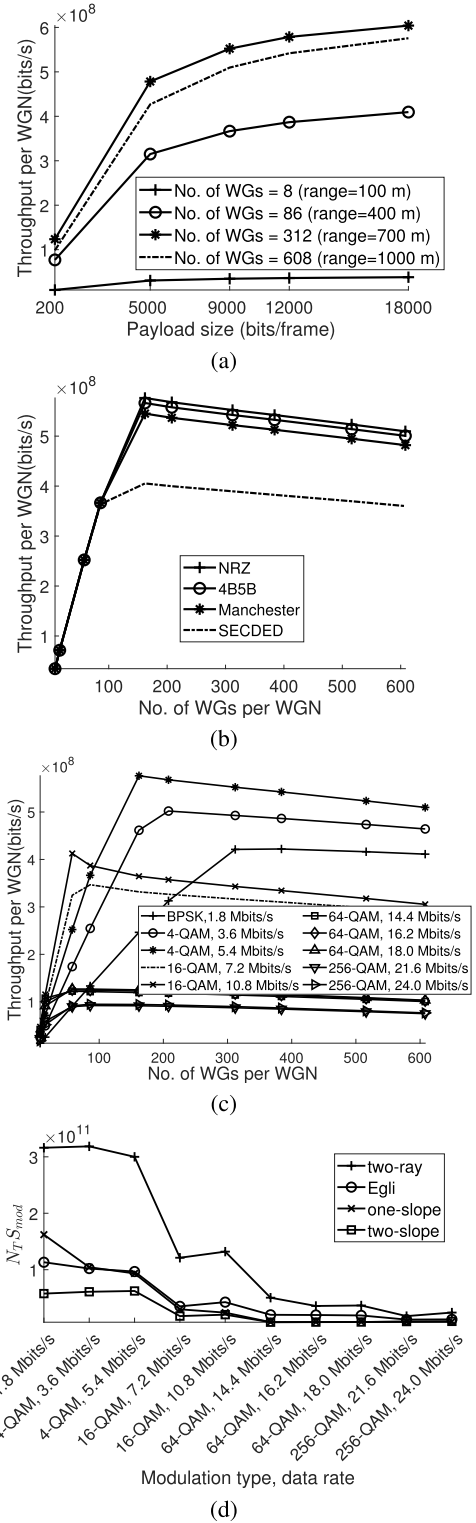 ×10^8
Throughput per WGN(bits/s)
6
5
4
3
2
1
No. of WGs = 8 (range=100 m)
No. of WGs = 86 (range=400 m)
No. of WGs = 312 (range=700 m)
No. of WGs = 608 (range=1000 m)
200 5000 9000 12000 18000
Payload size (bits/frame)
(a)
×10^8
Throughput per WGN(bits/s)
5
4
3
2
1
NRZ
4B5B
Manchester
SECDED
100 200 300 400 500 600
No. of WGs per WGN
(b)
×10^8
Throughput per WGN(bits/s)
5
4
3
2
1
BPSK,1.8 Mbits/s
4-QAM, 3.6 Mbits/s
4-QAM, 5.4 Mbits/s
16-QAM, 7.2 Mbits/s
16-QAM, 10.8 Mbits/s
64-QAM, 14.4 Mbits/s
64-QAM, 16.2 Mbits/s
64-QAM, 18.0 Mbits/s
256-QAM, 21.6 Mbits/s
256-QAM, 24.0 Mbits/s
100 200 300 400 500 600
No. of WGs per WGN
(c)
×10^11
N_T S_mod
3
2
1
two-ray
Egli
one-slope
two-slope
1.8 Mbits/s
4-QAM, 3.6 Mbits/s
4-QAM, 5.4 Mbits/s
16-QAM, 7.2 Mbits/s
16-QAM, 10.8 Mbits/s
64-QAM, 14.4 Mbits/s
64-QAM, 16.2 Mbits/s
64-QAM, 18.0 Mbits/s
256-QAM, 21.6 Mbits/s
256-QAM, 24.0 Mbits/s
Modulation type, data rate
(d)